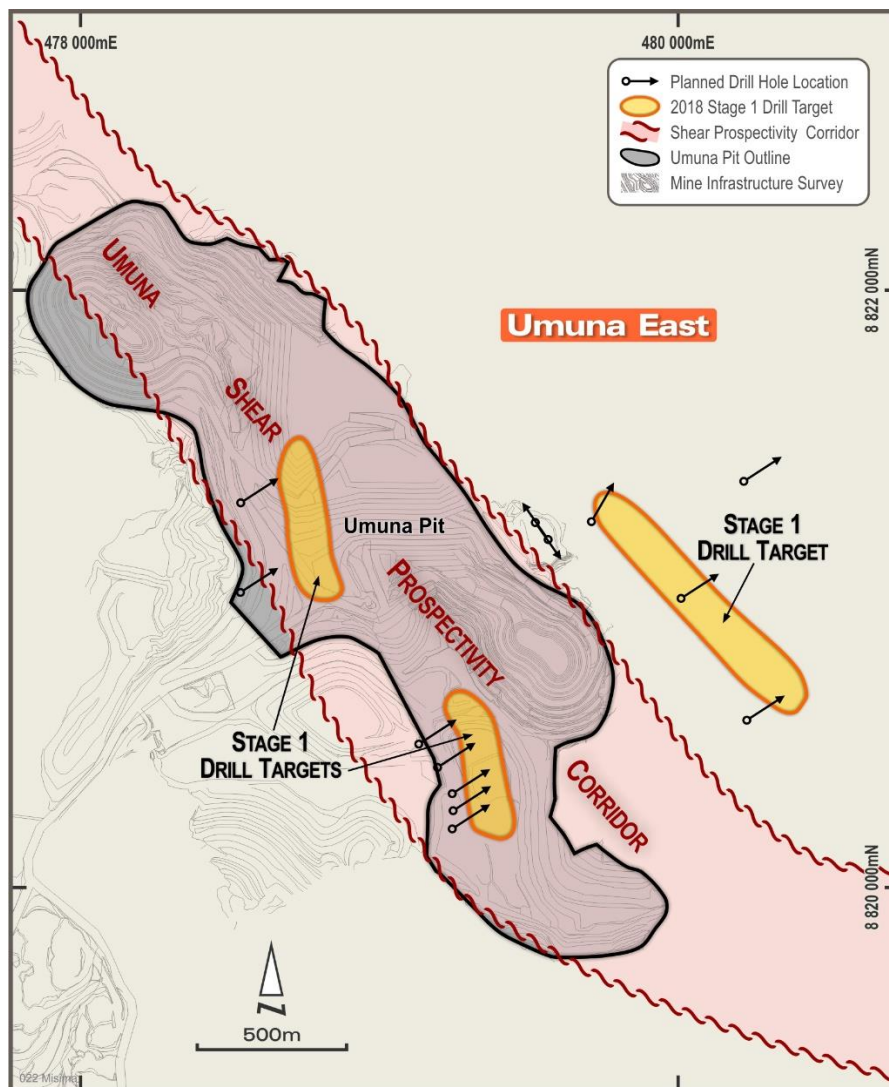 478 000mE
480 000mE
Planned Drill Hole Location
2018 Stage 1 Drill Target
Shear Prospectivity Corridor
Umuna Pit Outline
Mine Infrastructure Survey
UMUNA
8 822 000mN
Umuna East
SHEAR
Umuna Pit
STAGE 1
DRILL TARGET
PROSPECTIVITY
STAGE 1
DRILL TARGETS
CORRIDOR
8 820 000mN
N
500m
022 Misima